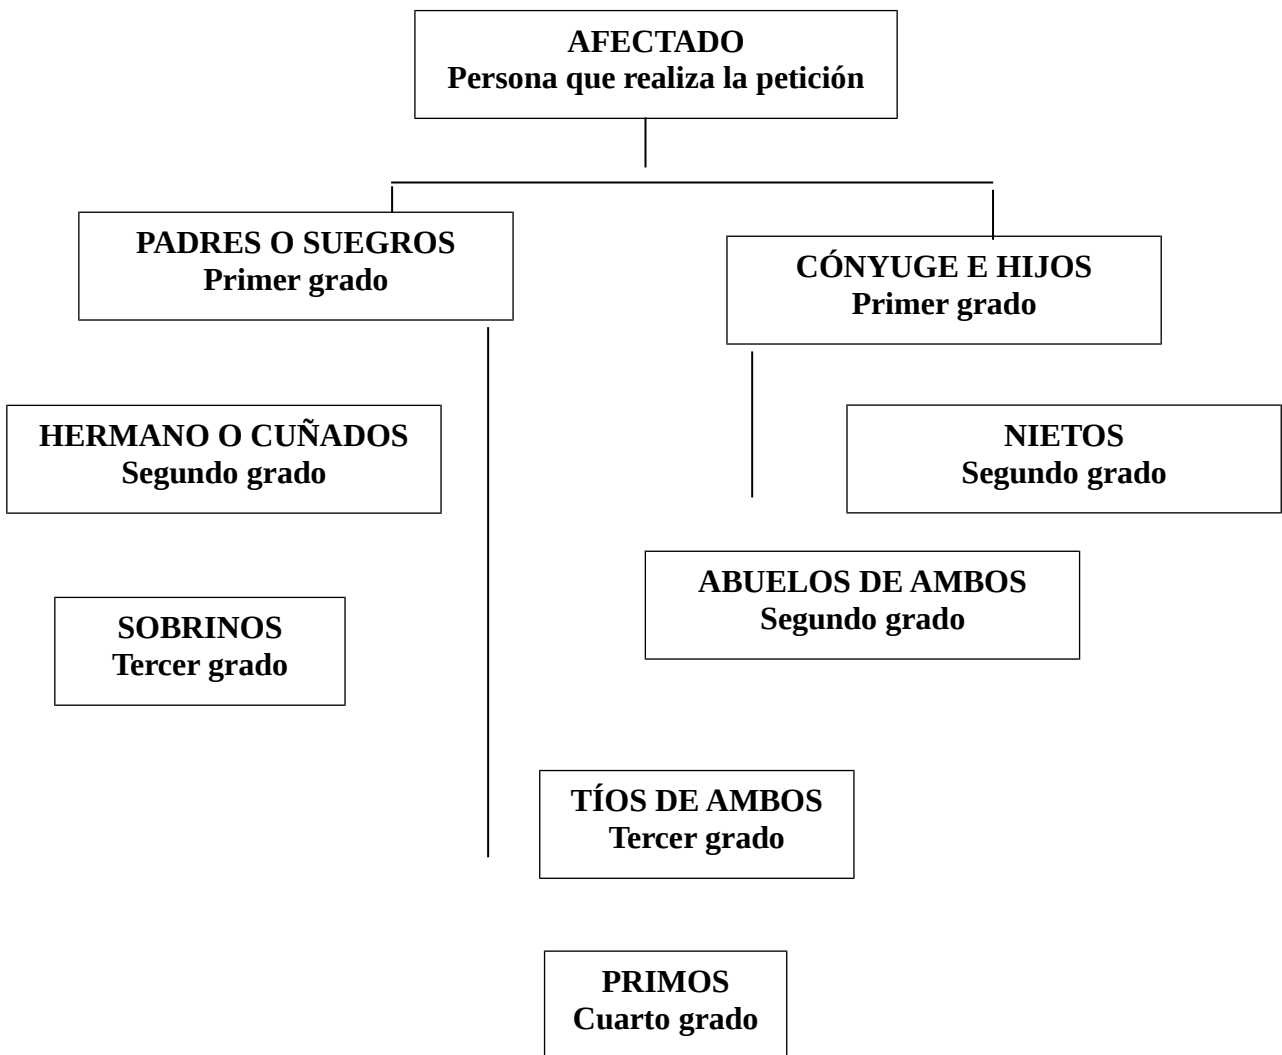 AFECTADO
Persona que realiza la petición
PADRES O SUEGROS
Primer grado
CÓNYUGE E HIJOS
Primer grado
HERMANO O CUÑADOS
Segundo grado
NIETOS
Segundo grado
ABUELOS DE AMBOS
Segundo grado
SOBRINOS
Tercer grado
TÍOS DE AMBOS
Tercer grado
PRIMOS
Cuarto grado